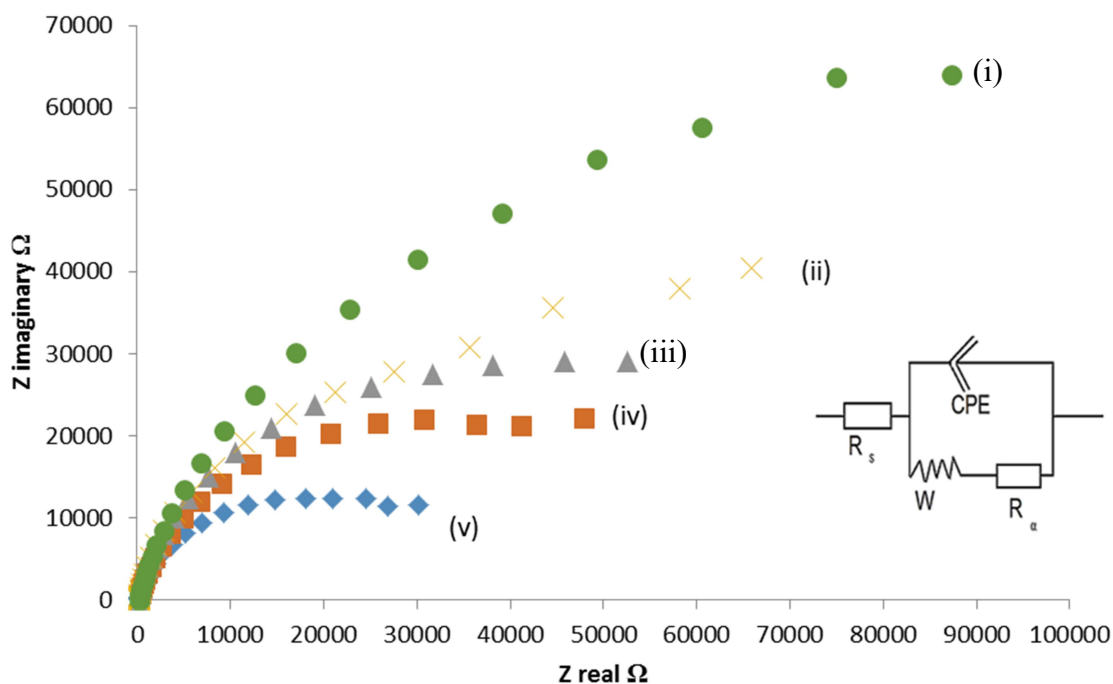 70000
60000
50000
40000
30000
20000
10000
0
Z imaginary Ω
0 10000 20000 30000 40000 50000 60000 70000 80000 90000 100000
Z real Ω
(i)
(ii)
(iii)
(iv)
(v)
CPE
R s
W
R α